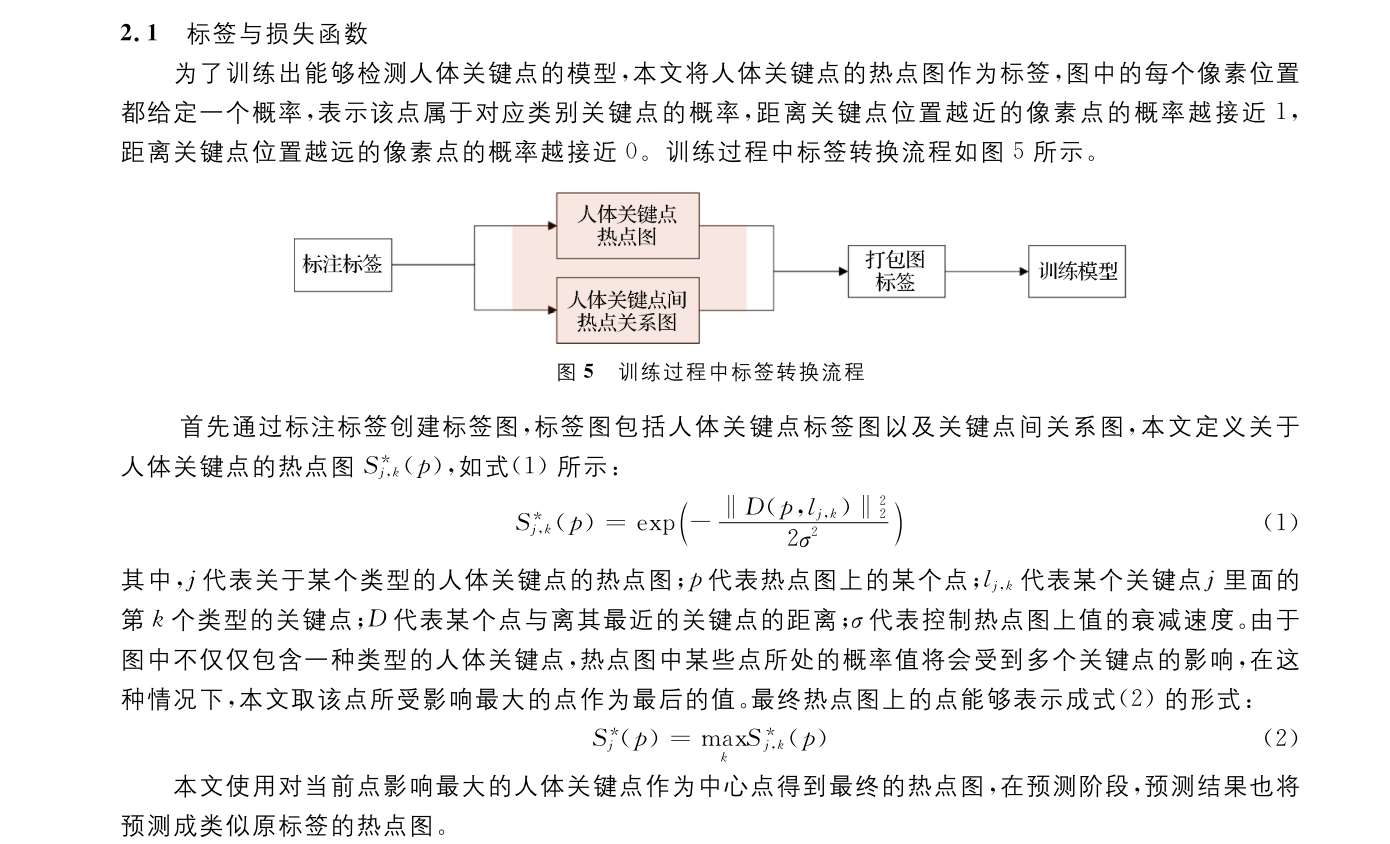 2.1 标签与损失函数
为了训练出能够检测人体关键点的模型,本文将人体关键点的热点图作为标签,图中的每个像素位置
都给定一个概率,表示该点属于对应类别关键点的概率,距离关键点位置越近的像素点的概率越接近 1,
距离关键点位置越远的像素点的概率越接近 0。训练过程中标签转换流程如图 5 所示。
标注标签
人体关键点
热点图
人体关键点间
热点关系图
打包图
标签
训练模型
图 5 训练过程中标签转换流程
首先通过标注标签创建标签图,标签图包括人体关键点标签图以及关键点间关系图,本文定义关于
人体关键点的热点图 S*j,k(p),如式(1)所示:
S*j,k(p) = exp(−‖D(p,lj,k)‖²₂ / 2σ²) (1)
其中,j 代表关于某个类型的人体关键点的热点图;p 代表热点图上的某个点;lj,k 代表某个关键点 j 里面的
第 k 个类型的关键点;D 代表某个点与离其最近的关键点的距离;σ 代表控制热点图上值的衰减速度。由于
图中不仅仅包含一种类型的人体关键点,热点图中某些点所处的概率值将会受到多个关键点的影响,在这
种情况下,本文取该点所受影响最大的点作为最后的值。最终热点图上的点能够表示成式(2)的形式:
S*j(p) = maxk S*j,k(p) (2)
本文使用对当前点影响最大的人体关键点作为中心点得到最终的热点图,在预测阶段,预测结果也将
预测成类似原标签的热点图。